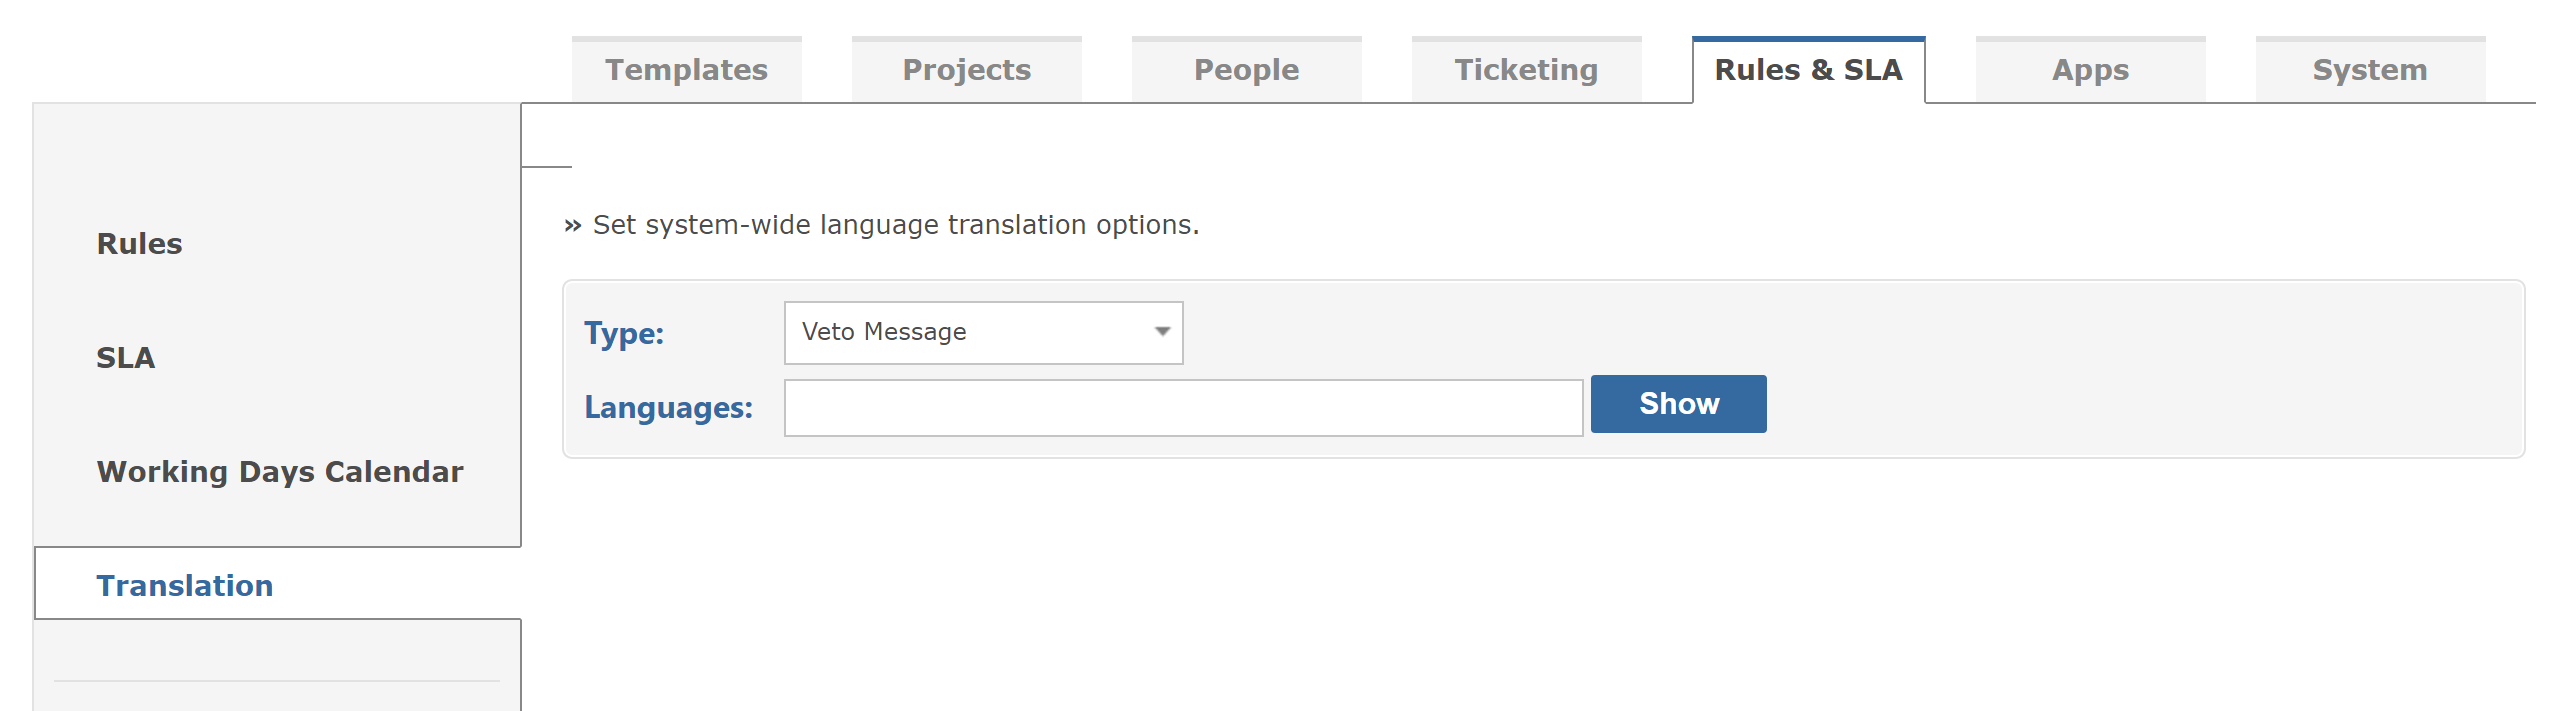 Templates Projects People Ticketing Rules & SLA Apps System
Rules
SLA
Working Days Calendar
Translation
» Set system-wide language translation options.
Type: Veto Message
Languages: Show